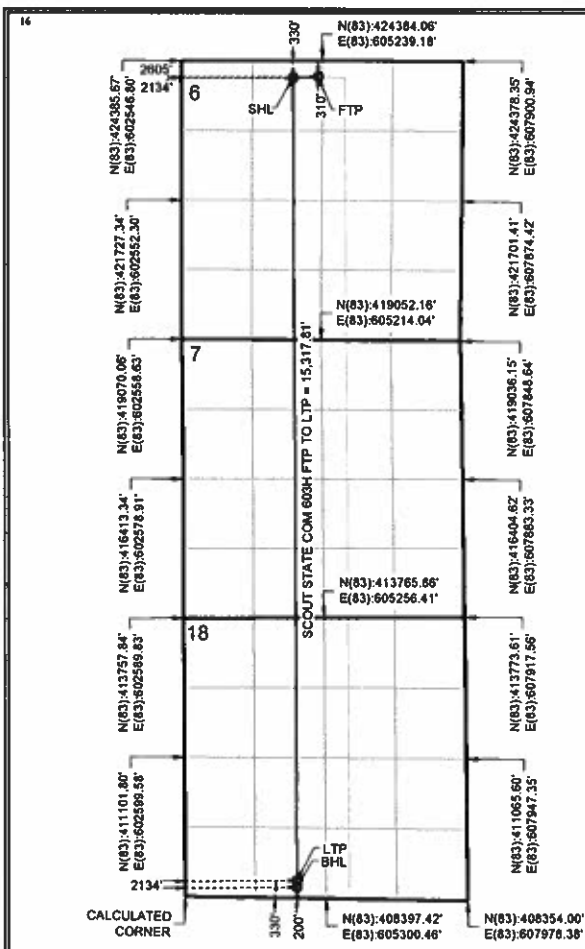 16
330'
N(83):424384.06'
E(83):605239.18'
N(83):424385.67'
E(83):602546.80'
2605'
2134'
6
SHL
310'
FTP
N(83):424378.35'
E(83):607900.94'
N(83):421727.34'
E(83):602552.30'
N(83):421701.41'
E(83):607874.42'
N(83):419052.16'
E(83):605214.04'
7
N(83):419070.06'
E(83):602558.63'
N(83):419036.15'
E(83):607848.64'
SCOUT STATE COM 603H FTP TO LTP = 15,317.81'
N(83):416413.34'
E(83):602578.91'
N(83):416404.62'
E(83):607883.33'
N(83):413765.66'
E(83):605256.41'
18
N(83):413757.84'
E(83):602589.83'
N(83):413773.61'
E(83):607917.56'
N(83):411101.80'
E(83):602599.58'
N(83):411065.60'
E(83):607947.35'
LTP
BHL
2134'
330'
200'
CALCULATED
CORNER
N(83):408397.42'
E(83):605300.46'
N(83):408354.00'
E(83):607978.38'